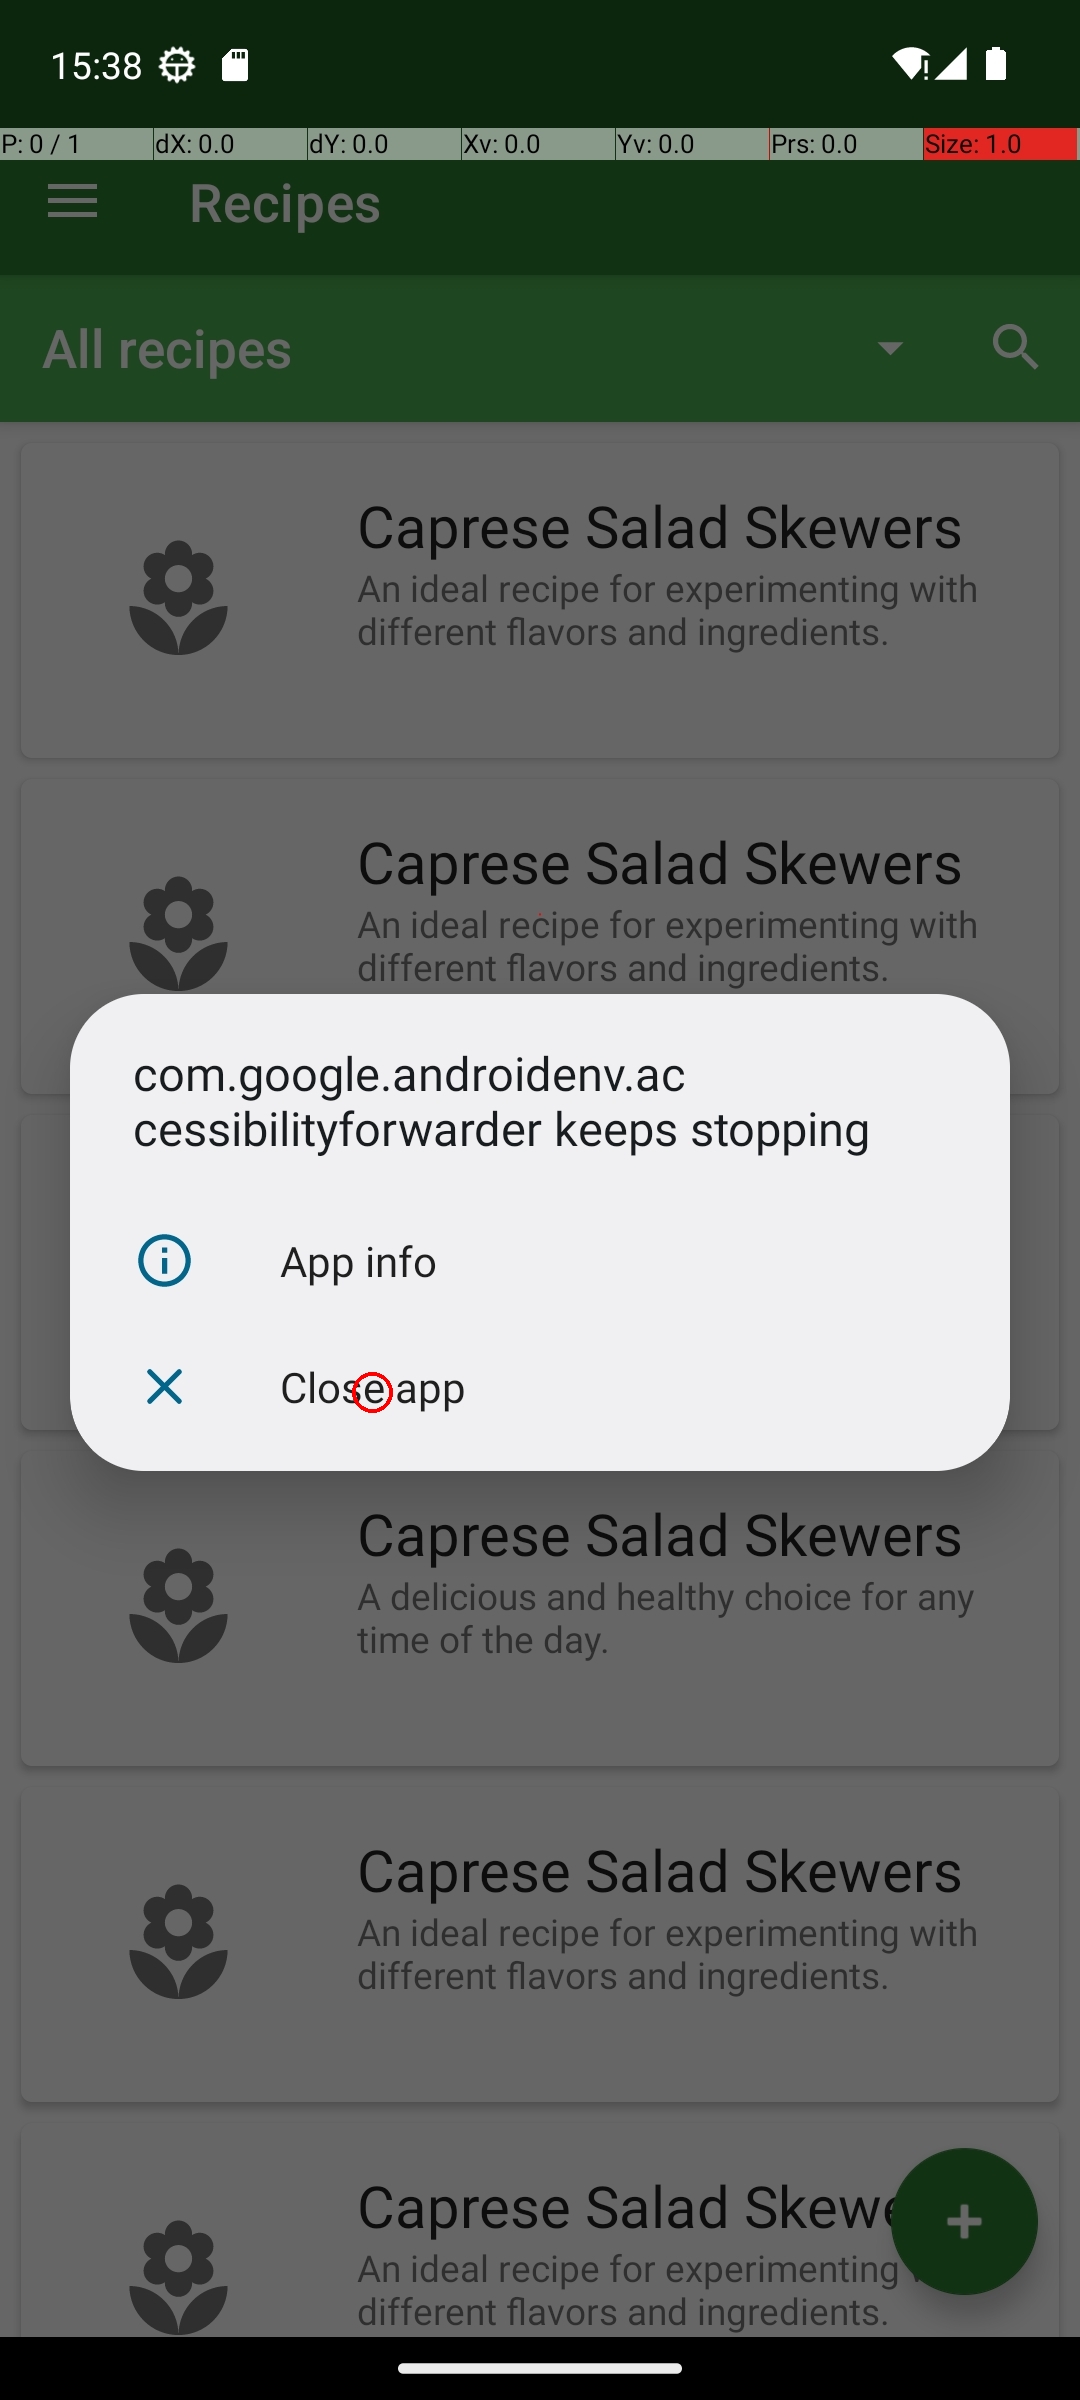 15:38
P: 0 / 1 dX: 0.0 dY: 0.0 Xv: 0.0 Yv: 0.0 Prs: 0.0 Size: 1.0
Recipes
All recipes
Caprese Salad Skewers
An ideal recipe for experimenting with
different flavors and ingredients.
Caprese Salad Skewers
An ideal recipe for experimenting with
different flavors and ingredients.
com.google.androidenv.ac
cessibilityforwarder keeps stopping
App info
Close app
Caprese Salad Skewers
A delicious and healthy choice for any
time of the day.
Caprese Salad Skewers
An ideal recipe for experimenting with
different flavors and ingredients.
Caprese Salad Skewe
An ideal recipe for experimenting
different flavors and ingredients.